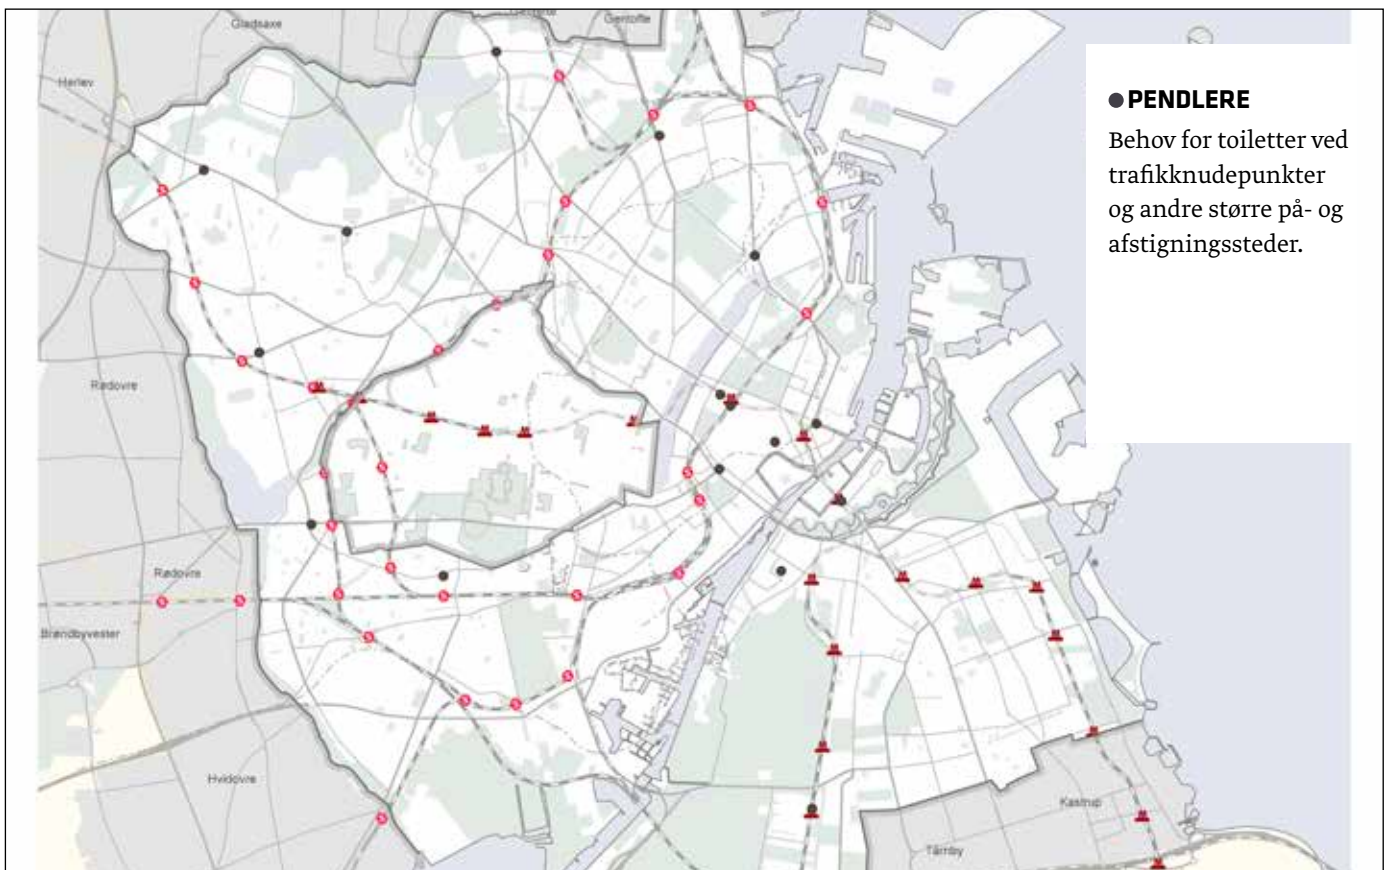 Gladsaxe
Gentofte
Herlev
● PENDLERE
Behov for toiletter ved
trafikknudepunkter
og andre større på- og
afstigningssteder.
Rødovre
Rødovre
Brøndbyvester
Hvidovre
Kastrup
Tårnby